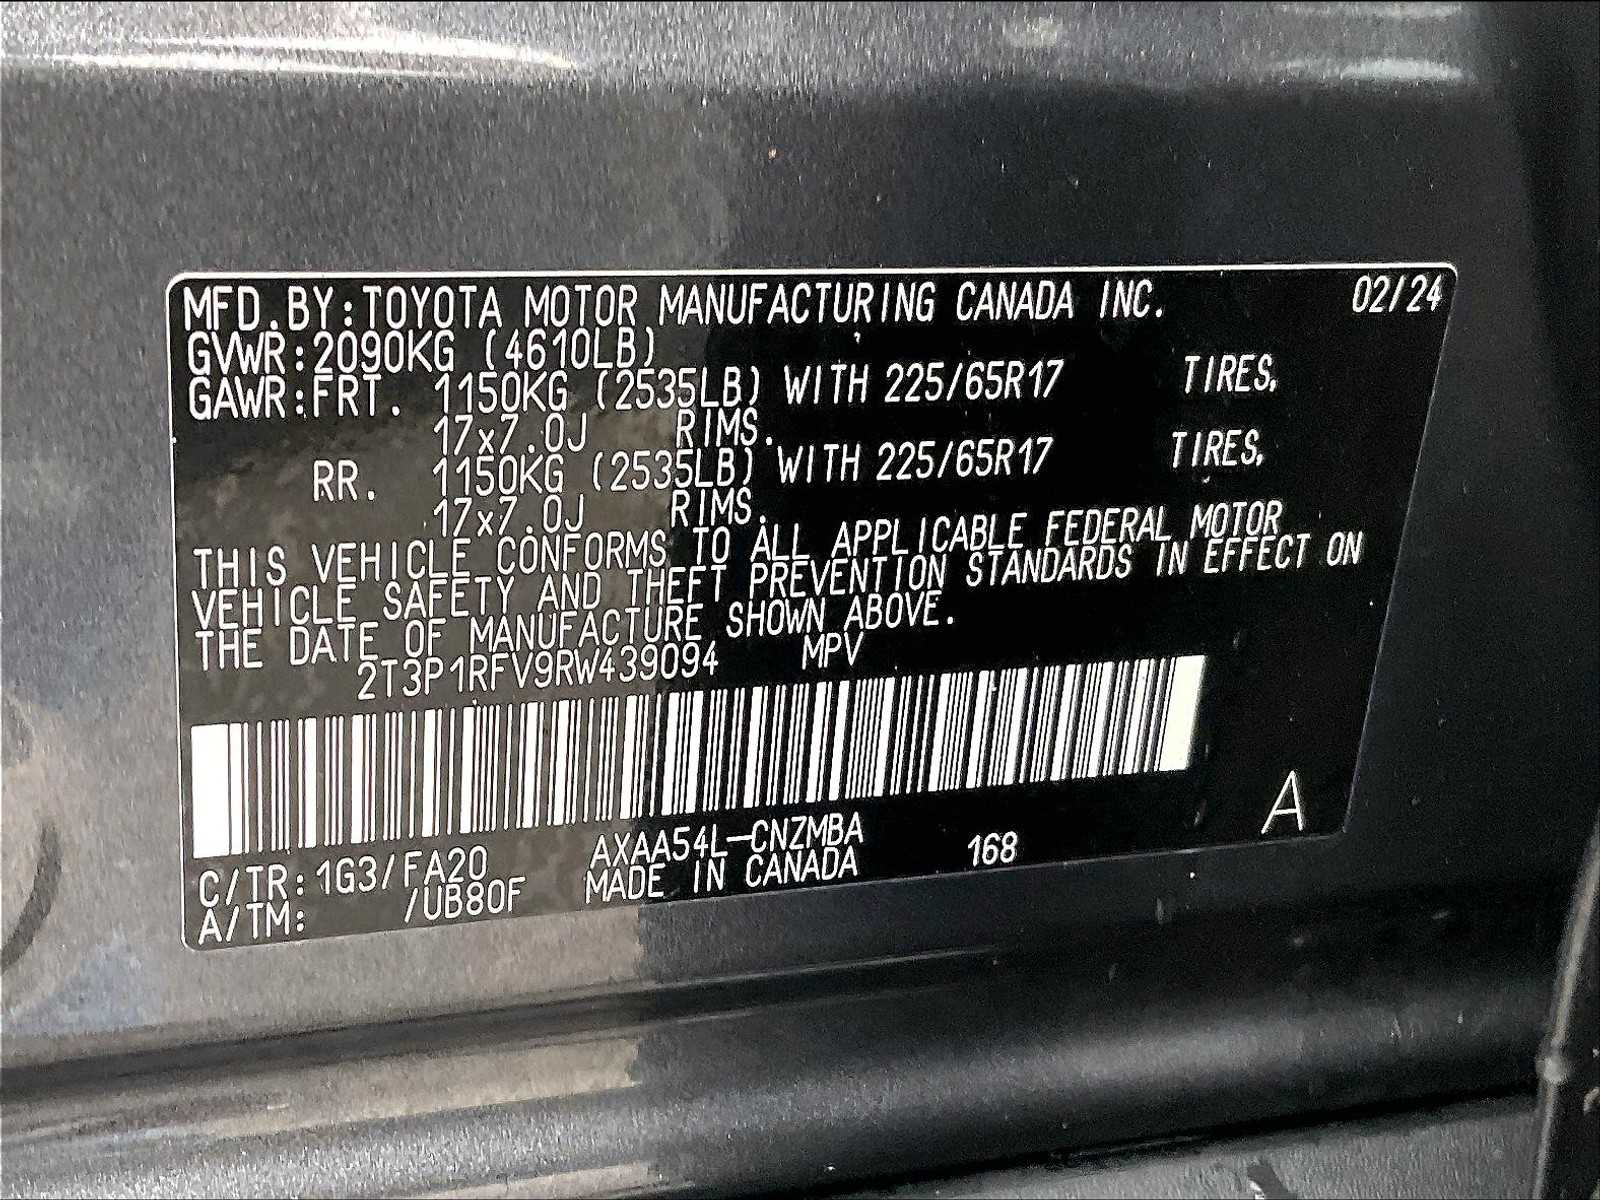 MFD.BY:TOYOTA MOTOR MANUFACTURING CANADA INC. 02/24
GVWR:2090KG (4610LB)
GAWR:FRT. 1150KG (2535LB) WITH 225/65R17 TIRES,
17x7.0J RIMS.
RR. 1150KG (2535LB) WITH 225/65R17 TIRES,
17x7.0J RIMS.
THIS VEHICLE CONFORMS TO ALL APPLICABLE FEDERAL MOTOR
VEHICLE SAFETY AND THEFT PREVENTION STANDARDS IN EFFECT ON
THE DATE OF MANUFACTURE SHOWN ABOVE.
2T3P1RFV9RW439094 MPV
A
C/TR:1G3/FA20 AXAA54L-CNZMBA 168
A/TM: /UB80F MADE IN CANADA